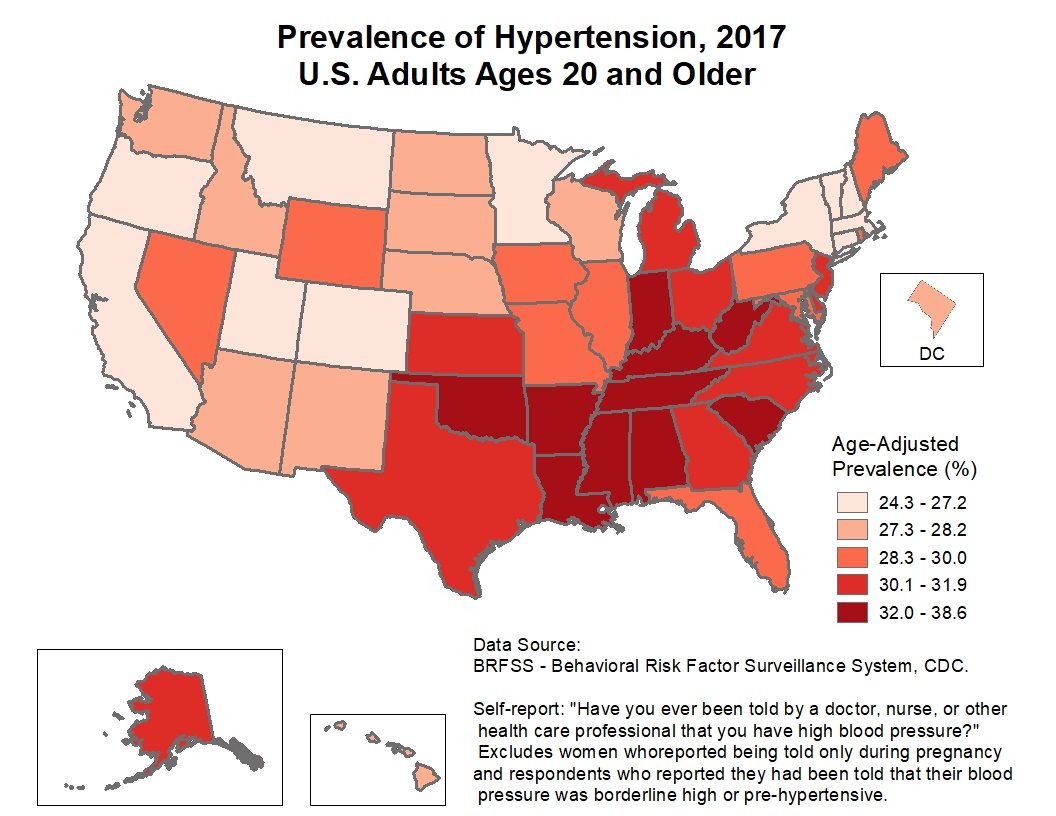 Prevalence of Hypertension, 2017
U.S. Adults Ages 20 and Older
DC
Age-Adjusted
Prevalence (%)
24.3 - 27.2
27.3 - 28.2
28.3 - 30.0
30.1 - 31.9
32.0 - 38.6
Data Source:
BRFSS - Behavioral Risk Factor Surveillance System, CDC.
Self-report: "Have you ever been told by a doctor, nurse, or other
health care professional that you have high blood pressure?"
Excludes women whoreported being told only during pregnancy
and respondents who reported they had been told that their blood
pressure was borderline high or pre-hypertensive.